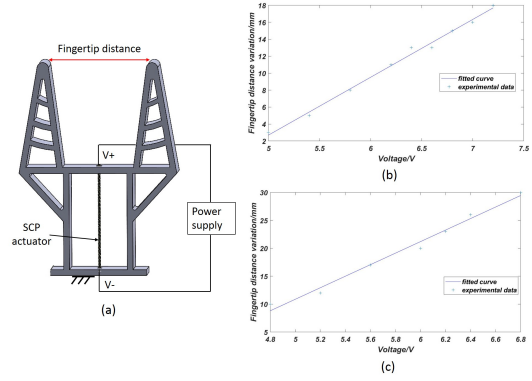 Fingertip distance
V+
SCP
actuator
Power
supply
V-
(a)
Fingertip distance variation/mm
18
16
14
12
10
8
6
4
2
5
5.5
6
6.5
7
7.5
Voltage/V
fitted curve
experimental data
(b)
Fingertip distance variation/mm
30
25
20
15
10
5
4.8
5
5.2
5.4
5.6
5.8
6
6.2
6.4
6.6
6.8
Voltage/V
fitted curve
experimental data
(c)